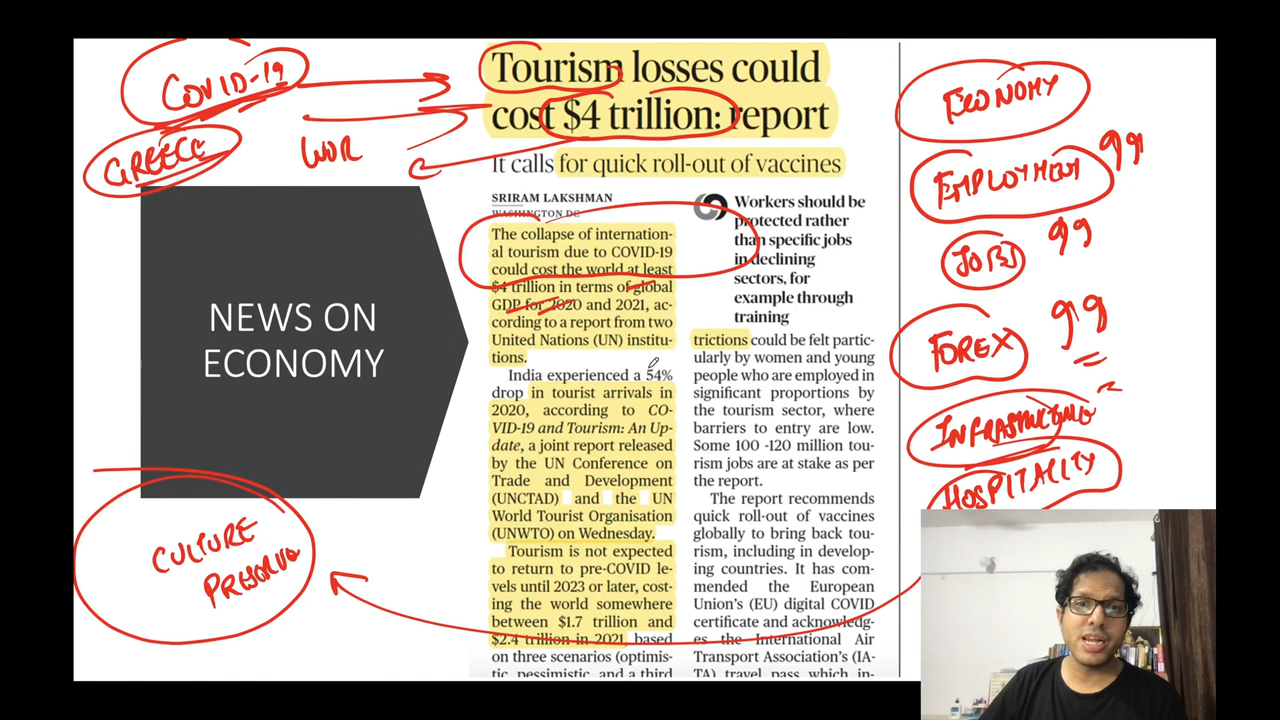 COVID-19
GREECE
WOR
NEWS ON
ECONOMY
CULTURE
Tourism losses could
cost $4 trillion: report
It calls for quick roll-out of vaccines
SRIRAM LAKSHMAN
WASHINGTON DC
The collapse of internation-
al tourism due to COVID-19
could cost the world at least
$4 trillion in terms of global
GDP for 2020 and 2021, ac-
cording to a report from two
United Nations (UN) institu-
tions.
India experienced a 54%
drop in tourist arrivals in
2020, according to CO-
VID-19 and Tourism: An Up-
date, a joint report released
by the UN Conference on
Trade and Development
(UNCTAD) and the UN
World Tourist Organisation
(UNWTO) on Wednesday.
Tourism is not expected
to return to pre-COVID le-
vels until 2023 or later, cost-
ing the world somewhere
between $1.7 trillion and
$2.4 trillion in 2021, based
on three scenarios (optimis-
tic, pessimistic, and a third
Workers should be
protected rather
than specific jobs
in declining
sectors, for
example through
training
trictions could be felt partic-
ularly by women and young
people who are employed in
significant proportions by
the tourism sector, where
barriers to entry are low.
Some 100 -120 million tou-
rism jobs are at stake as per
the report.
The report recommends
quick roll-out of vaccines
globally to bring back tou-
rism, including in develop-
ing countries. It has com-
mended the European
Union's (EU) digital COVID
certificate and acknowledg-
es the International Air
Transport Association's (IA-
TA) travel pass which in-
ECONOMY
EMPLOYMENT
JOBS
FOREX
HOSPITALITY